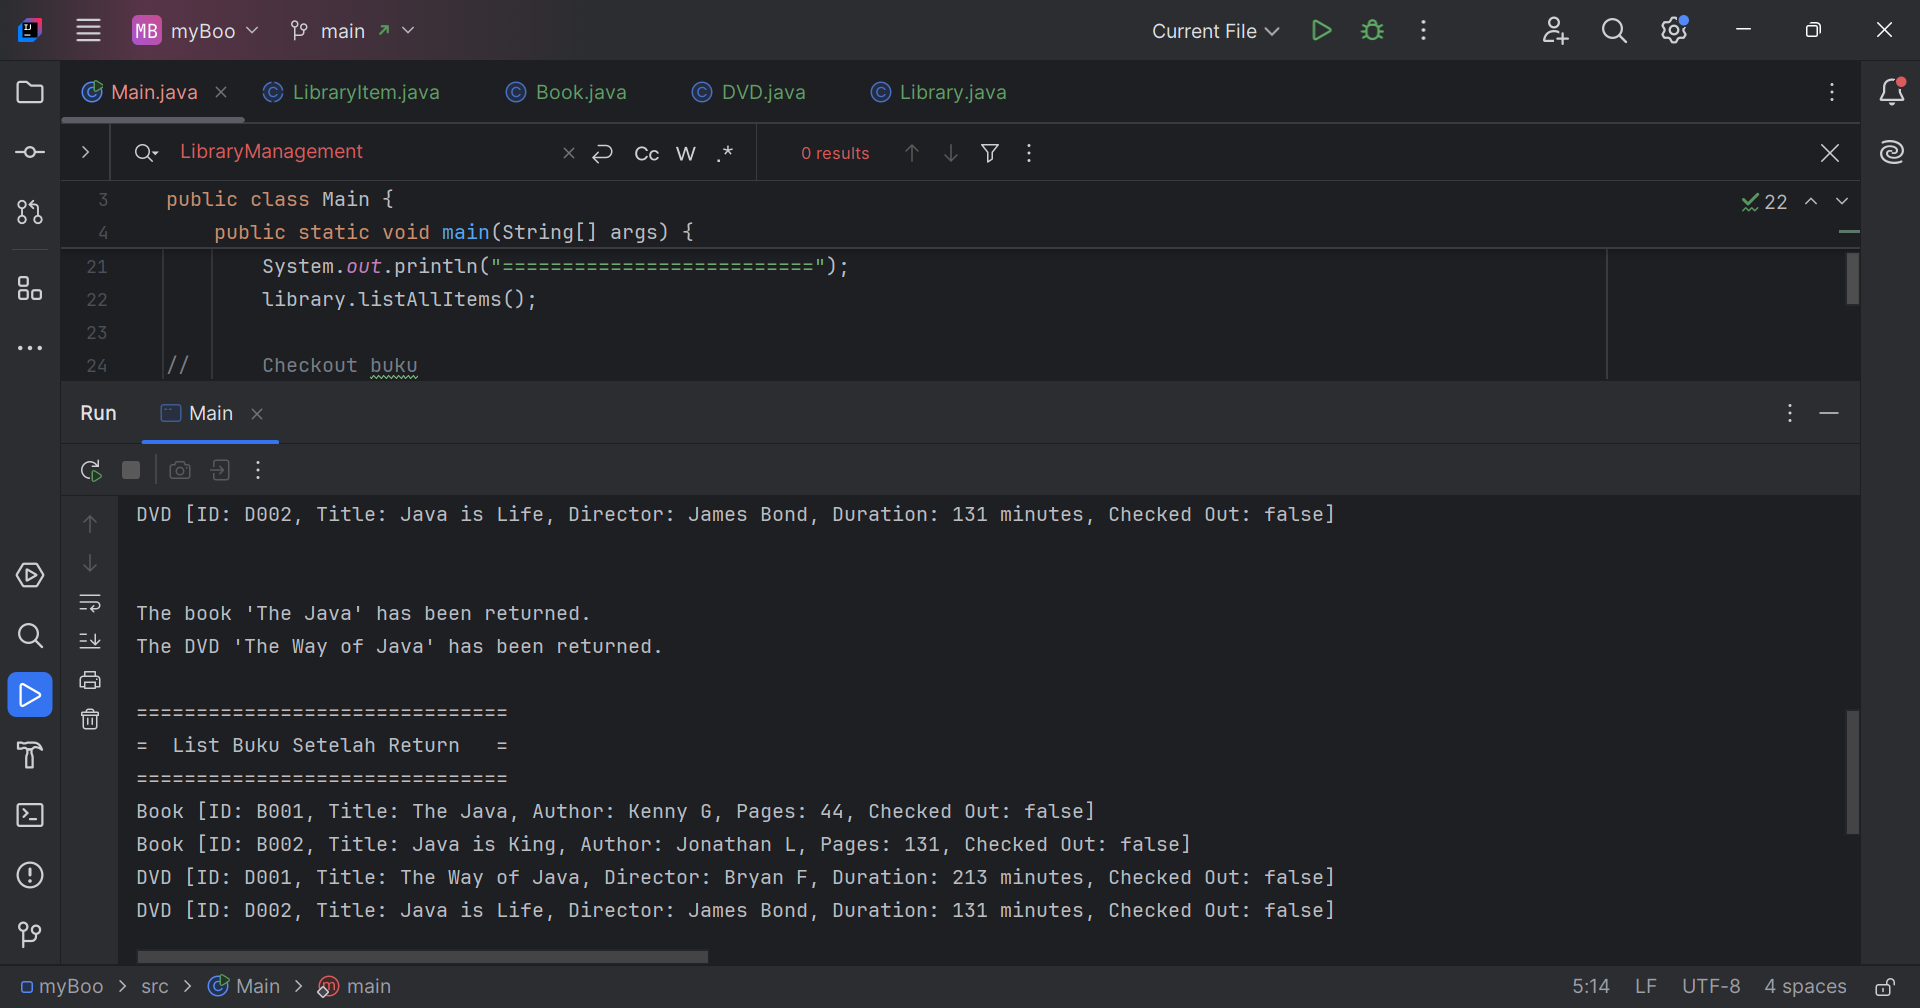 MB myBoo main Current File
Main.java LibraryItem.java Book.java DVD.java Library.java
LibraryManagement Cc W .* 0 results
3 public class Main { 22
4 public static void main(String[] args) {
21 System.out.println("==========================");
22 library.listAllItems();
23
24 // Checkout buku
Run Main
DVD [ID: D002, Title: Java is Life, Director: James Bond, Duration: 131 minutes, Checked Out: false]
The book 'The Java' has been returned.
The DVD 'The Way of Java' has been returned.
===============================
=  List Buku Setelah Return   =
===============================
Book [ID: B001, Title: The Java, Author: Kenny G, Pages: 44, Checked Out: false]
Book [ID: B002, Title: Java is King, Author: Jonathan L, Pages: 131, Checked Out: false]
DVD [ID: D001, Title: The Way of Java, Director: Bryan F, Duration: 213 minutes, Checked Out: false]
DVD [ID: D002, Title: Java is Life, Director: James Bond, Duration: 131 minutes, Checked Out: false]
myBoo > src > Main > main 5:14 LF UTF-8 4 spaces